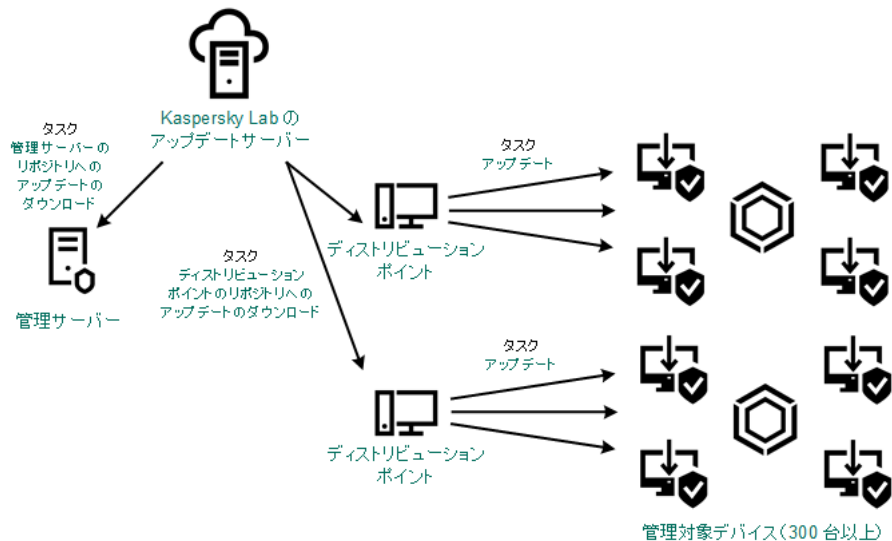 Kaspersky Lab の
アップデートサーバー
タスク
管理サーバーの
リポジトリへの
アップデートの
ダウンロード
管理サーバー
タスク
ディストリビューション
ポイントのリポジトリへの
アップデートのダウンロード
ディストリビューション
ポイント
タスク
アップデート
ディストリビューション
ポイント
タスク
アップデート
管理対象デバイス(300 台以上)